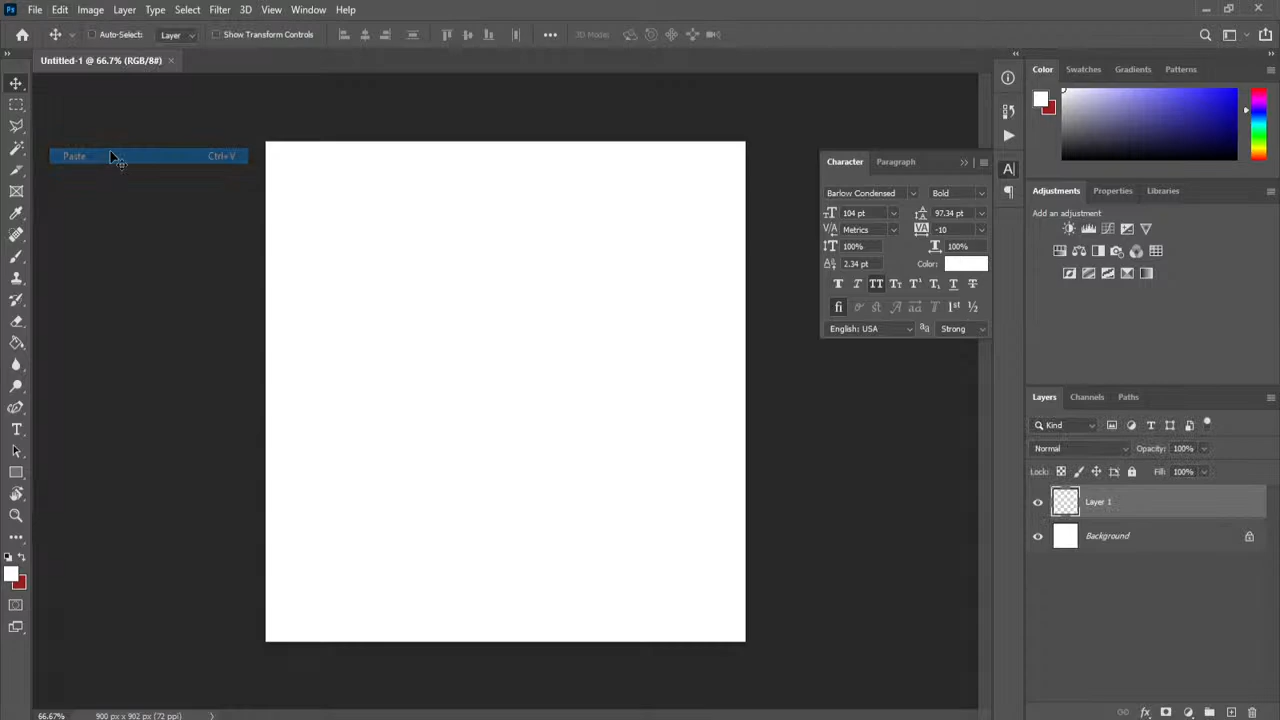 Ps File Edit Image Layer Type Select Filter 3D View Window Help
Auto-Select: Layer Show Transform Controls 3D Mode:
Untitled-1 @ 66.7% (RGB/8#)
Paste Ctrl+V
Color Swatches Gradients Patterns
Character Paragraph
Barlow Condensed Bold
104 pt 97.34 pt
Metrics -10
100% 100%
2.34 pt Color:
English: USA Strong
Adjustments Properties Libraries
Add an adjustment
Layers Channels Paths
Kind
Normal Opacity: 100%
Lock: Fill: 100%
Layer 1
Background
66.67% 900 px x 902 px (72 ppi)